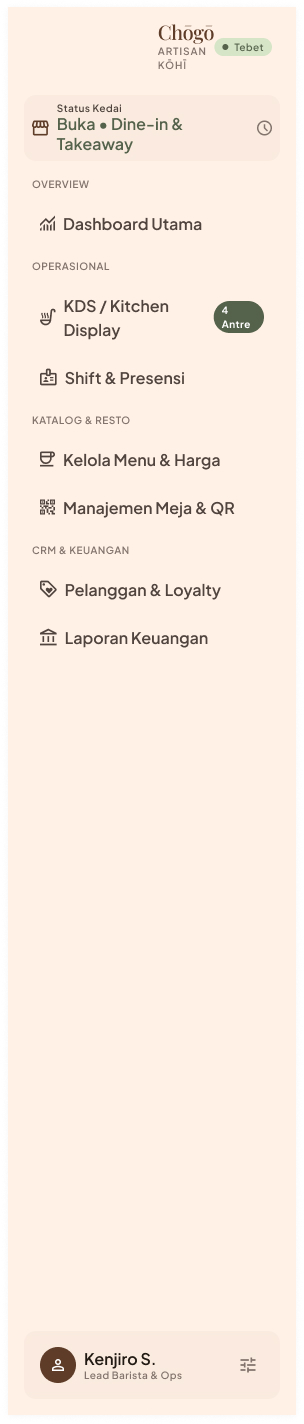 Chōgō
ARTISAN
KŌHĪ
Tebet
Status Kedai
Buka • Dine-in &
Takeaway
OVERVIEW
Dashboard Utama
OPERASIONAL
KDS / Kitchen
Display
4
Antre
Shift & Presensi
KATALOG & RESTO
Kelola Menu & Harga
Manajemen Meja & QR
CRM & KEUANGAN
Pelanggan & Loyalty
Laporan Keuangan
Kenjiro S.
Lead Barista & Ops